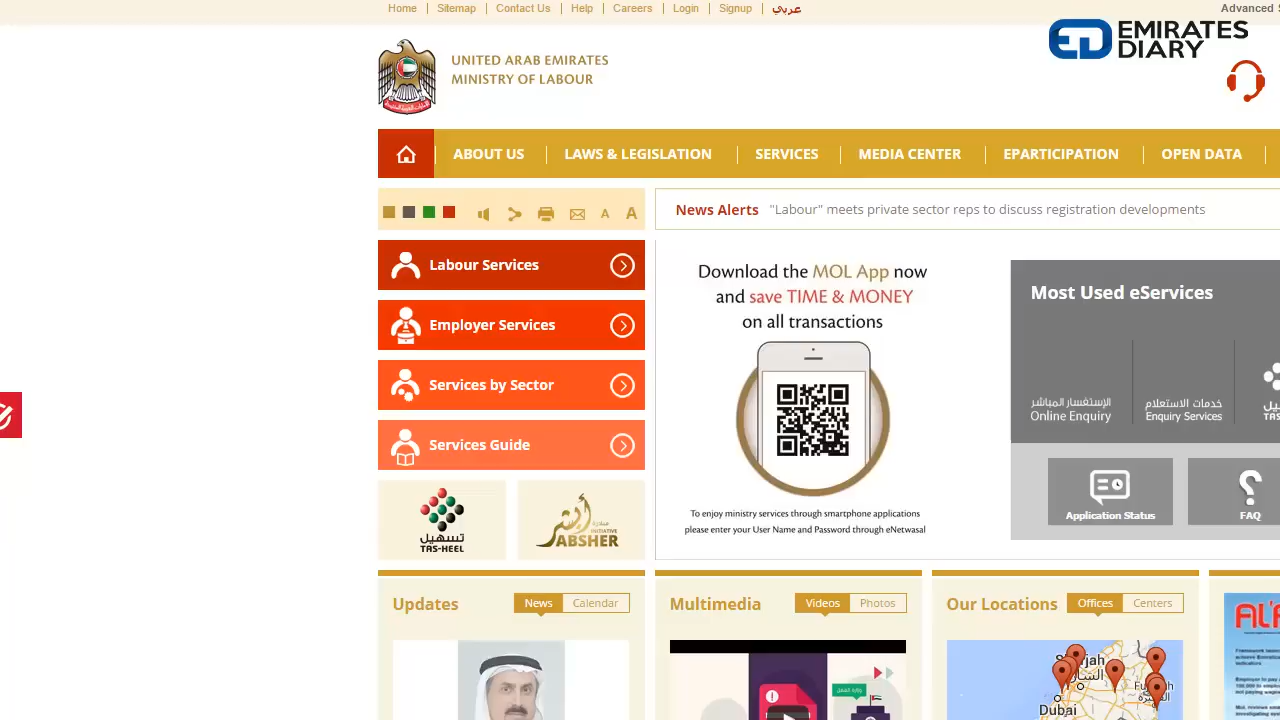 Home
Sitemap
Contact Us
Help
Careers
Login
Signup
عربي
Advanced
EMIRATES
DIARY
UNITED ARAB EMIRATES
MINISTRY OF LABOUR
ABOUT US
LAWS & LEGISLATION
SERVICES
MEDIA CENTER
EPARTICIPATION
OPEN DATA
A
A
News Alerts
"Labour" meets private sector reps to discuss registration developments
Labour Services
Employer Services
Services by Sector
Services Guide
Download the MOL App now
and save TIME & MONEY
on all transactions
To enjoy ministry services through smartphone applications
please enter your User Name and Password through eNetwasal
Most Used eServices
الإستفسار المباشر
Online Enquiry
خدمات الاستعلام
Enquiry Services
Application Status
FAQ
تسهيل
TAS-HEEL
أبشر
مبادرة
INITIATIVE
ABSHER
Updates
News
Calendar
Multimedia
Videos
Photos
Our Locations
Offices
Centers
وزارة العمل
Dubai